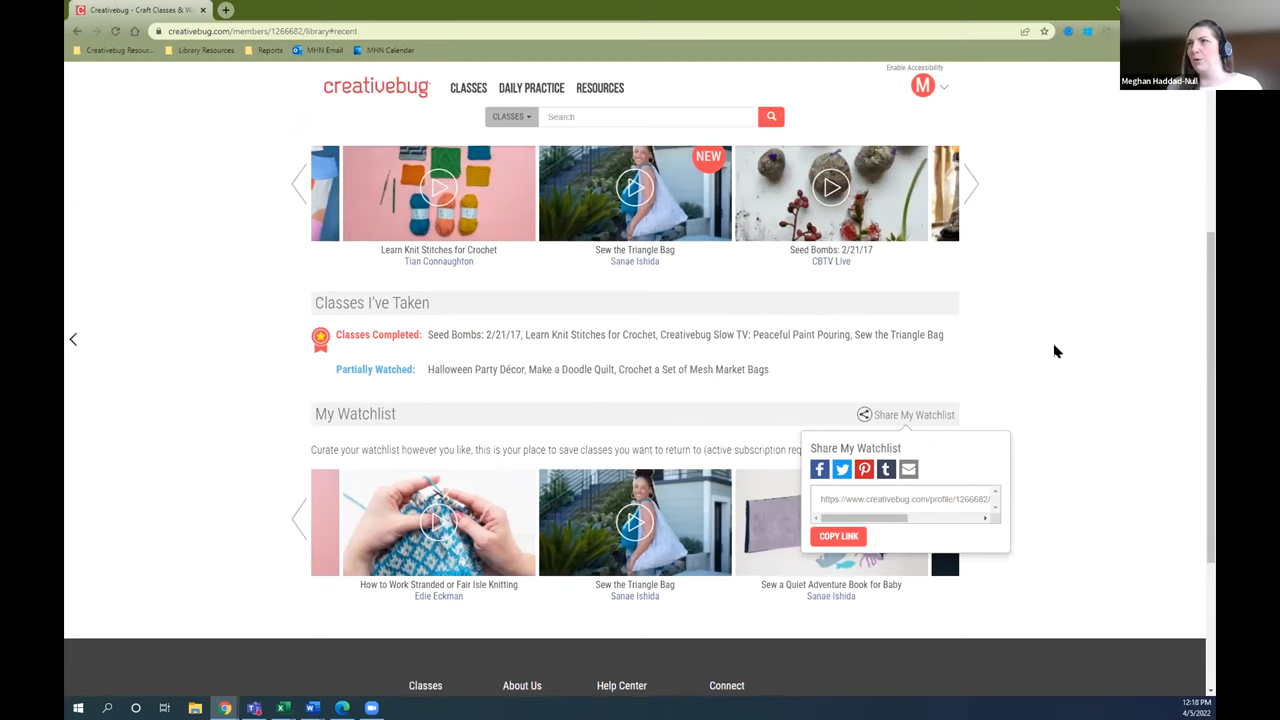 Creativebug - Craft Classes & W
creativebug.com/members/1266682/library#recent
Creativebug Resour... Library Resources Reports MHN Email MHN Calendar
Meghan Haddad-Null
Enable Accessibility
creativebug CLASSES DAILY PRACTICE RESOURCES M
CLASSES Search
NEW
Learn Knit Stitches for Crochet Sew the Triangle Bag Seed Bombs: 2/21/17
Tian Connaughton Sanae Ishida CBTV Live
Classes I've Taken
Classes Completed: Seed Bombs: 2/21/17, Learn Knit Stitches for Crochet, Creativebug Slow TV: Peaceful Paint Pouring, Sew the Triangle Bag
Partially Watched: Halloween Party Décor, Make a Doodle Quilt, Crochet a Set of Mesh Market Bags
My Watchlist Share My Watchlist
Curate your watchlist however you like, this is your place to save classes you want to return to (active subscription req
Share My Watchlist
https://www.creativebug.com/profile/1266682/
COPY LINK
How to Work Stranded or Fair Isle Knitting Sew the Triangle Bag Sew a Quiet Adventure Book for Baby
Edie Eckman Sanae Ishida Sanae Ishida
Classes About Us Help Center Connect
12:18 PM
4/5/2022